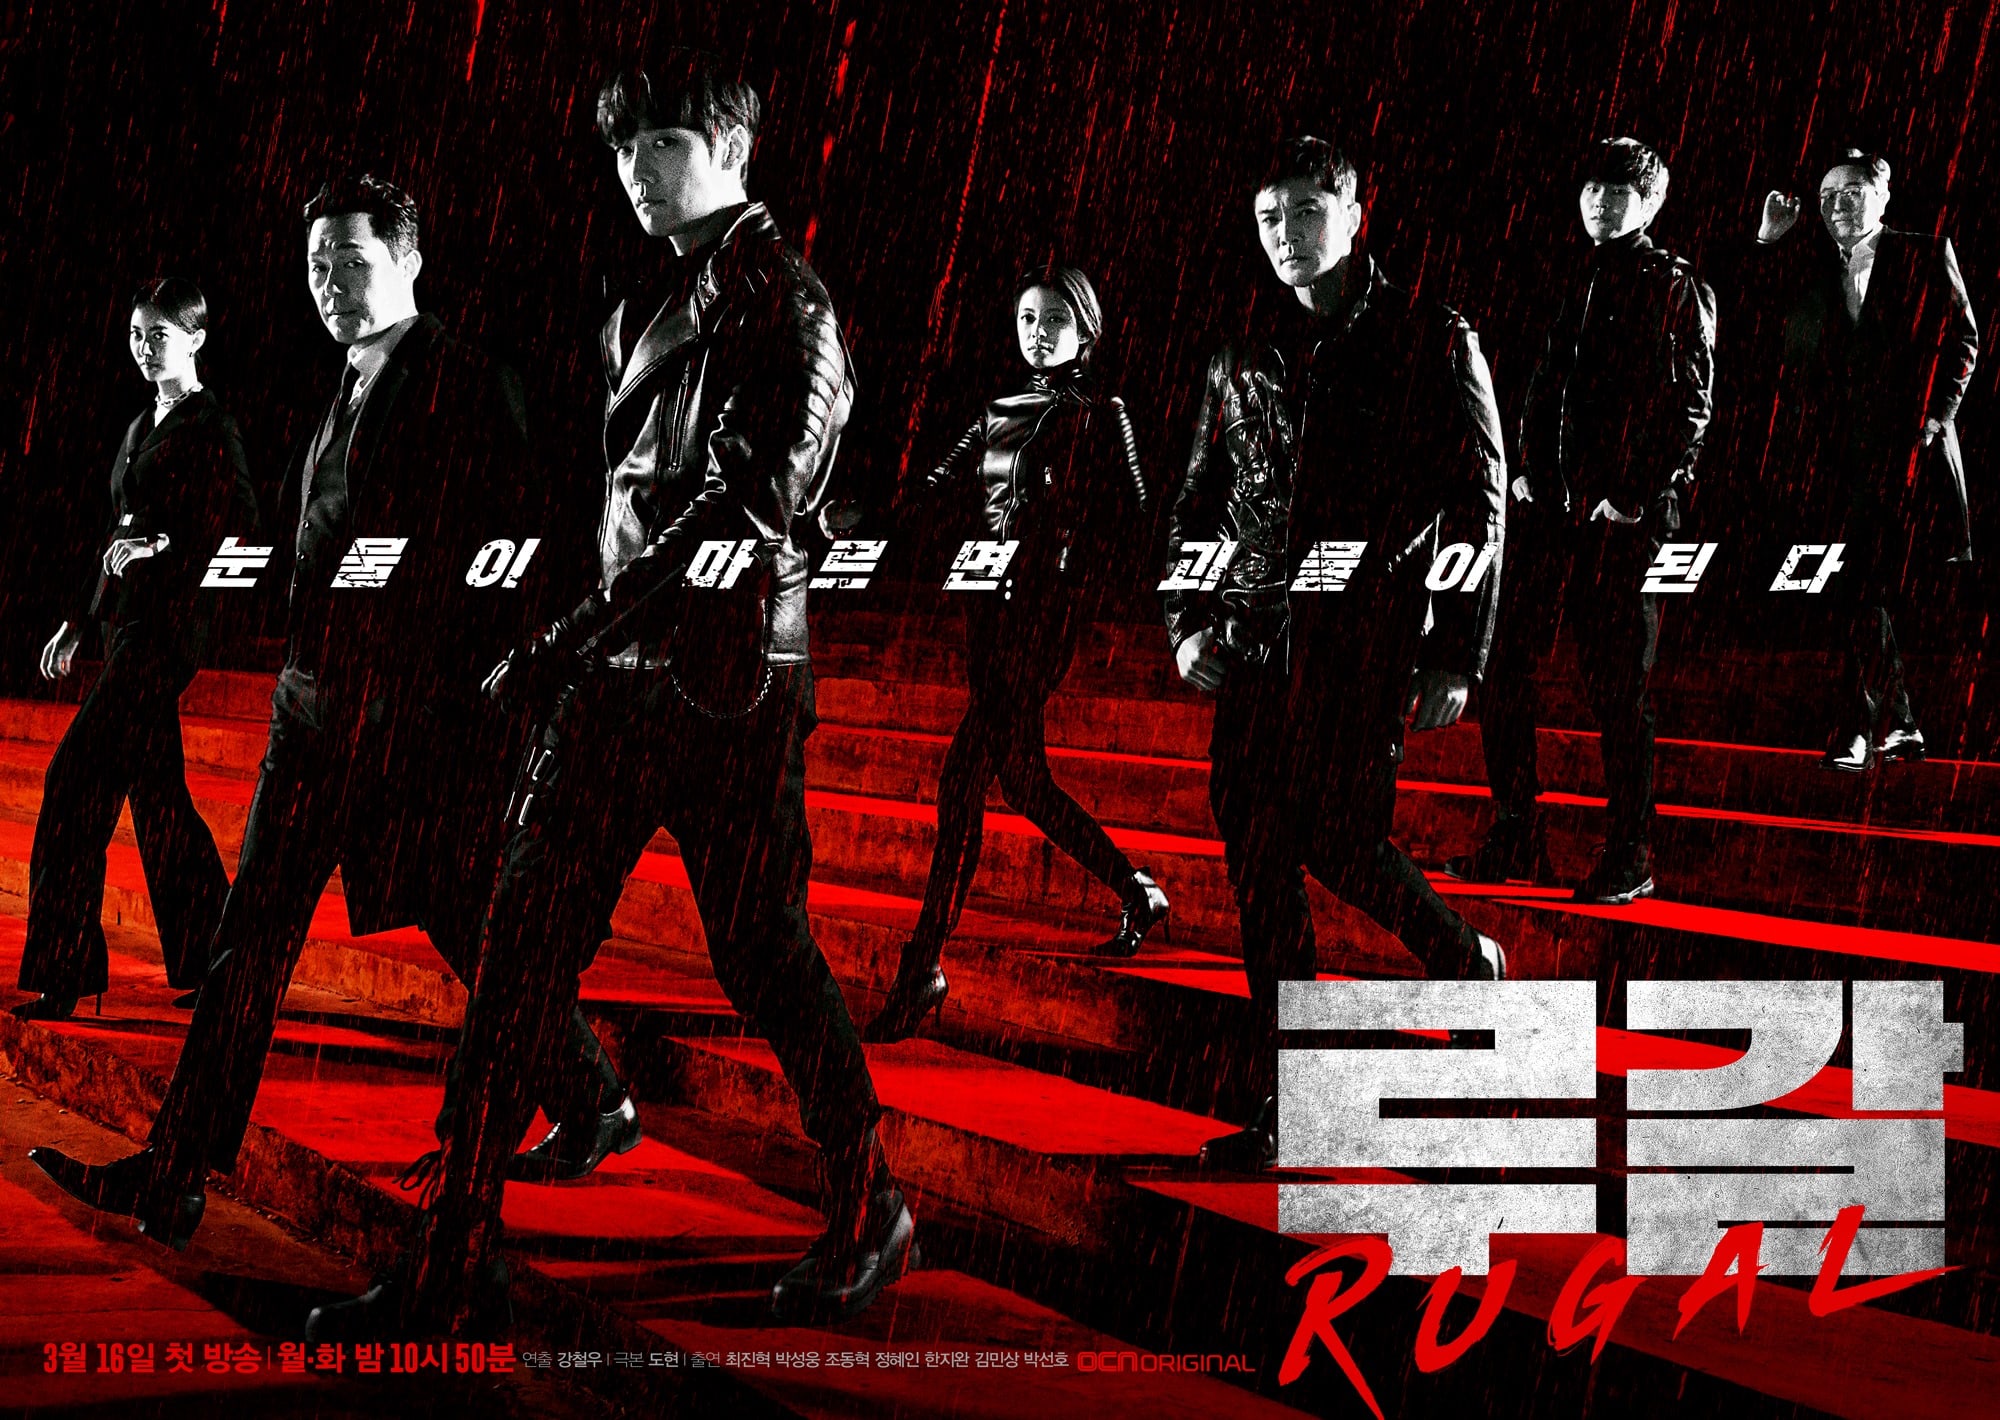 눈물이 마르면, 괴물이 된다
루갈
RUGAL
3월 16일 첫 방송 | 월·화 밤 10시 50분 연출 강철우 | 극본 도현 | 출연 최진혁 박성웅 조동혁 정혜인 한지완 김민상 박선호 OCN ORIGINAL